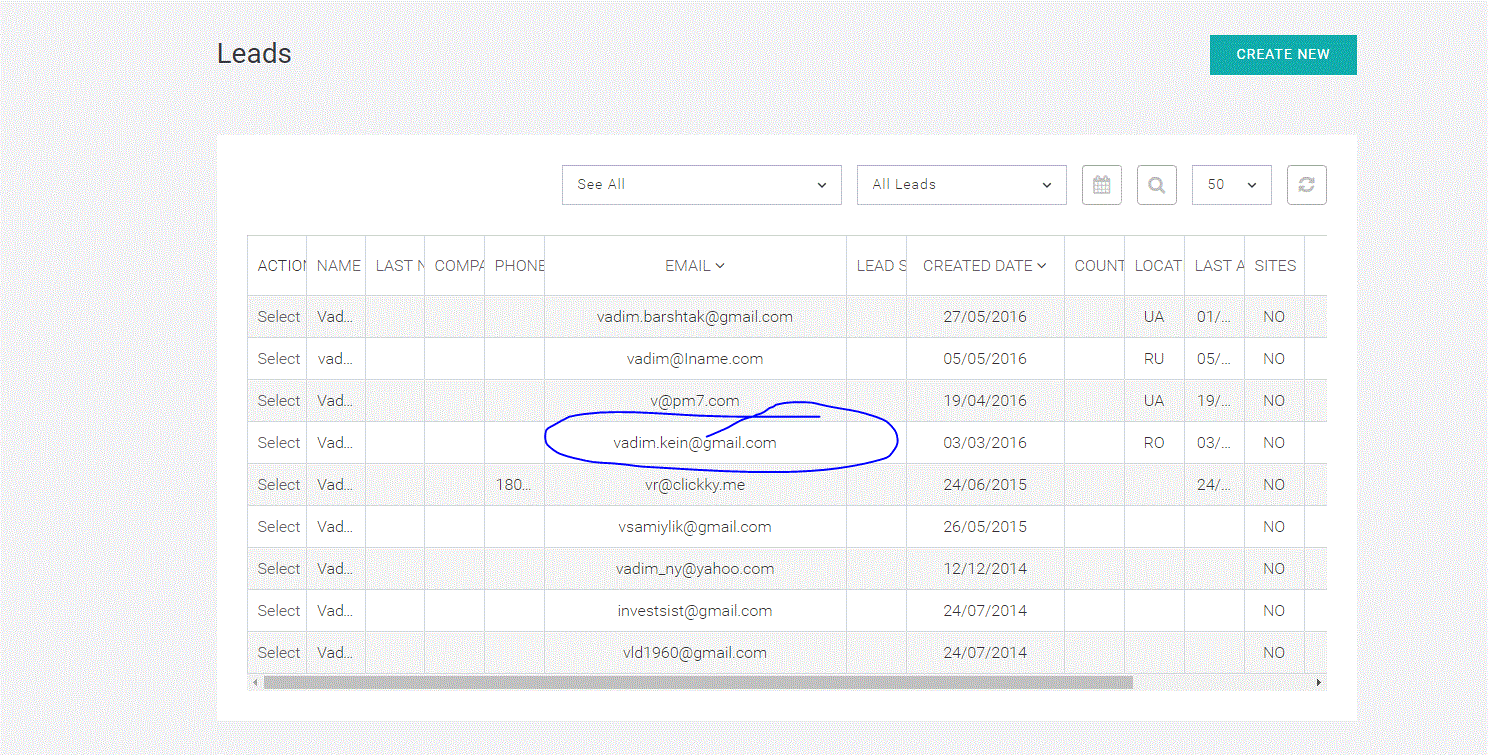 Leads CREATE NEW
See All All Leads 50
ACTION NAME LAST N COMPA PHONE EMAIL LEAD S CREATED DATE COUNT LOCAT LAST A SITES
Select Vad... vadim.barshtak@gmail.com 27/05/2016 UA 01/... NO
Select vad... vadim@Iname.com 05/05/2016 RU 05/... NO
Select Vad... v@pm7.com 19/04/2016 UA 19/... NO
Select Vad... vadim.kein@gmail.com 03/03/2016 RO 03/... NO
Select Vad... 180... vr@clickky.me 24/06/2015 24/... NO
Select Vad... vsamiylik@gmail.com 26/05/2015 NO
Select Vad... vadim_ny@yahoo.com 12/12/2014 NO
Select Vad... investsist@gmail.com 24/07/2014 NO
Select Vad... vld1960@gmail.com 24/07/2014 NO